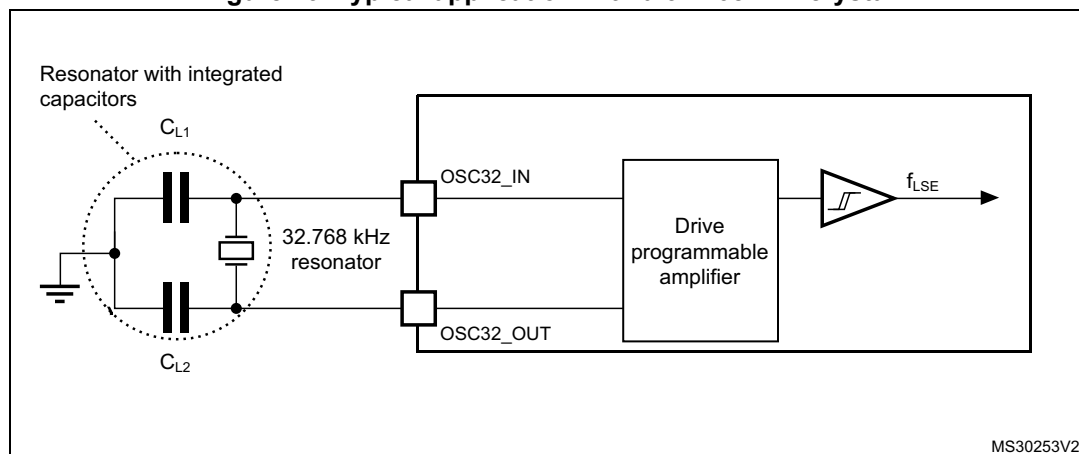 Resonator with integrated
capacitors
CL1
OSC32_IN
fLSE
32.768 kHz
resonator
Drive
programmable
amplifier
OSC32_OUT
CL2
MS30253V2